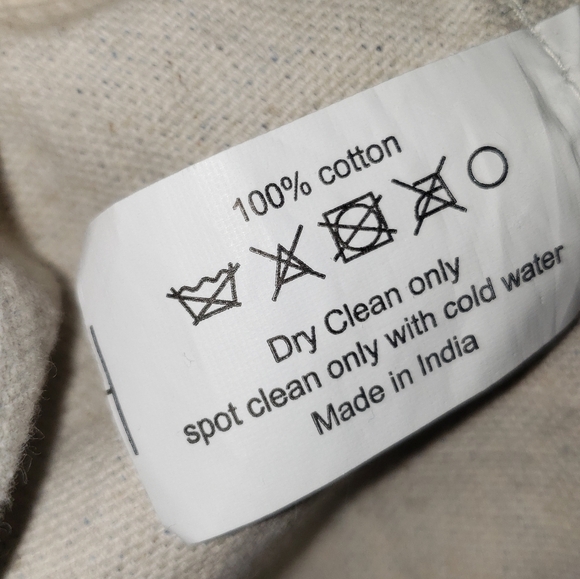 100% cotton
Dry Clean only
spot clean only with cold water
Made in India